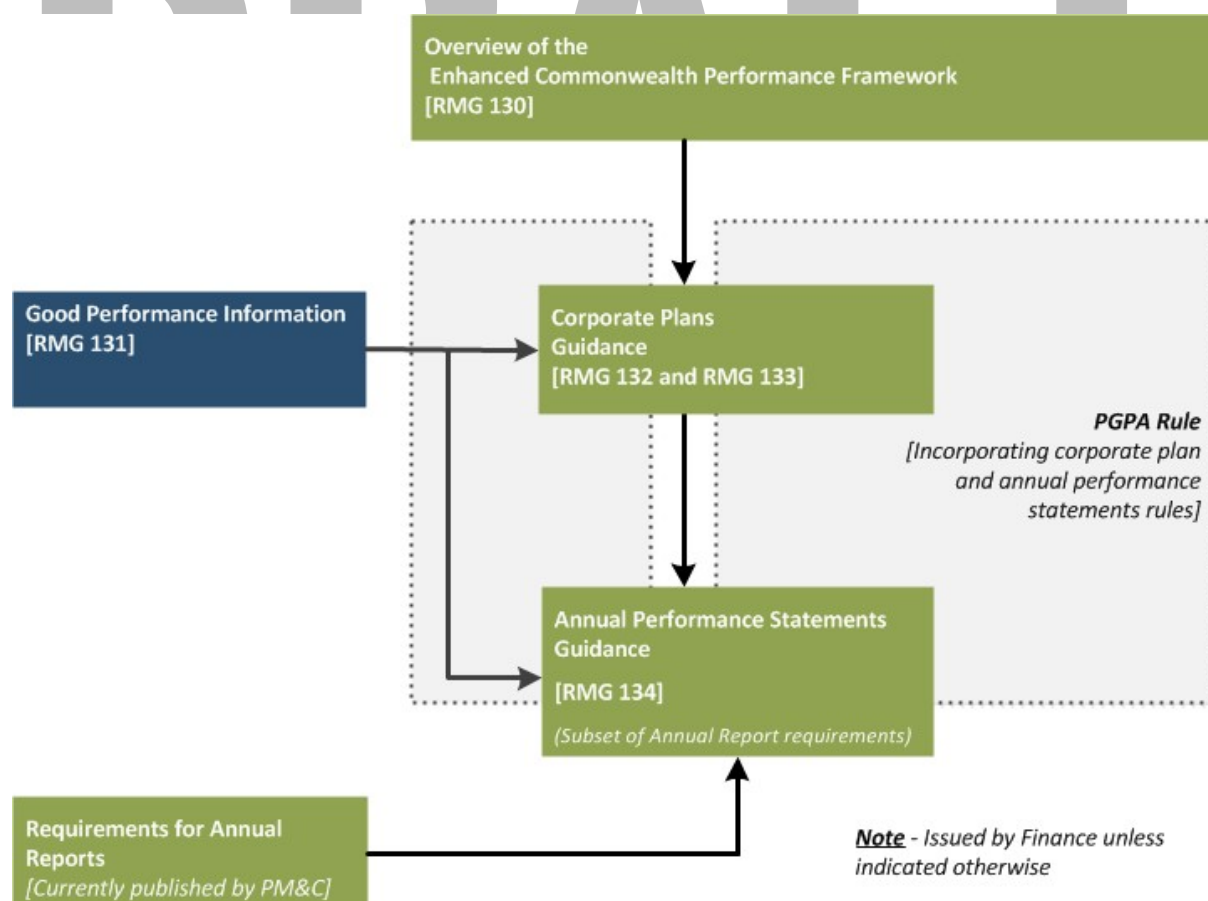 Overview of the
Enhanced Commonwealth Performance Framework
[RMG 130]
Good Performance Information
[RMG 131]
Corporate Plans
Guidance
[RMG 132 and RMG 133]
PGPA Rule
[Incorporating corporate plan
and annual performance
statements rules]
Annual Performance Statements
Guidance
[RMG 134]
(Subset of Annual Report requirements)
Requirements for Annual
Reports
[Currently published by PM&C]
Note - Issued by Finance unless
indicated otherwise